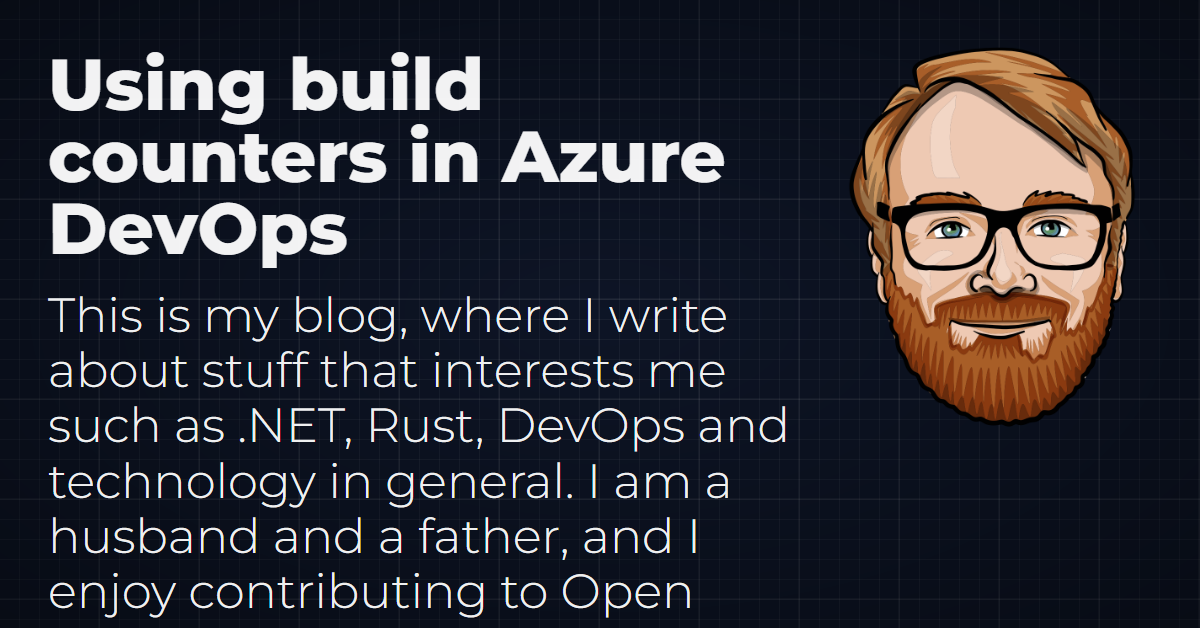 Using build
counters in Azure
DevOps
This is my blog, where I write
about stuff that interests me
such as .NET, Rust, DevOps and
technology in general. I am a
husband and a father, and I
enjoy contributing to Open